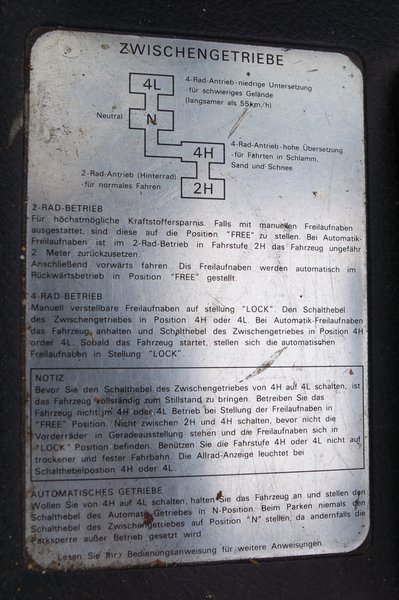 ZWISCHENGETRIEBE
4L
4-Rad-Antrieb-niedrige Untersetzung
-für schwieriges Gelände
(langsamer als 55km/h)
Neutral
N
4H
4-Rad-Antrieb-hohe Übersetzung
-für Fahrten in Schlamm,
Sand und Schnee
2-Rad-Antrieb (Hinterrad)
-für normales Fahren
2H
2-RAD-BETRIEB
Für höchstmögliche Kraftstoffersparnis. Falls mit manuellen Freilaufnaben
ausgestattet, sind diese auf die Position "FREE" zu stellen. Bei Automatik-
Freilaufnaben ist im 2-Rad-Betrieb in Fahrstufe 2H das Fahrzeug ungefähr
2 Meter zurückzusetzen.
Anschließend vorwärts fahren. Die Freilaufnaben werden automatisch im
Rückwärtsbetrieb in Position "FREE" gestellt.
4-RAD-BETRIEB
Manuell verstellbare Freilaufnaben auf stellung "LOCK". Den Schalthebel
des Zwischengetriebes in Position 4H oder 4L. Bei Automatik-Freilaufnaben
das Fahrzeug anhalten und Schalthebel des Zwischengetriebes in Position 4H
order 4L. Sobald das Fahrzeug startet, stellen sich die automatischen
Freilaufnaben in Stellung "LOCK".
NOTIZ
Bevor Sie den Schalthebel des Zwischengetriebes von 4H auf 4L schalten, ist
das Fahrzeug vollständig zum Stillstand zu bringen. Betreiben Sie das
Fahrzeug nicht im 4H oder 4L Betrieb bei Stellung der Freilaufnaben in
"FREE" Position. Nicht zwischen 2H und 4H schalten, bevor nicht die
Vorderräder in Geradeausstellung stehen und die Freilaufnaben sich in
"LOCK" Position befinden. Benützen Sie die Fahrstufe 4H oder 4L nicht auf
trockener und fester Fahrbahn. Die Allrad-Anzeige leuchtet bei
Schalthebelpostion 4H oder 4L.
AUTOMATISCHES GETRIEBE
Wollen Sie von 4H auf 4L schalten, halten Sie das Fahrzeug an und stellen den
Schalthebel des Automatik-Getriebes in N-Position. Beim Parken niemals den
Schalthebel des Zwischengetriebes auf Position "N" stellen, da andernfalls die
Parksperre außer Betrieb gesetzt wird.
Lesen Sie Ihre Bedienungsanweisung für weitere Anweisungen.